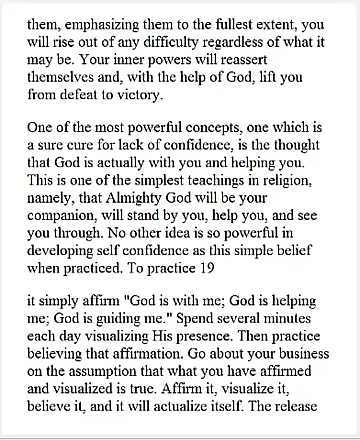 them, emphasizing them to the fullest extent, you
will rise out of any difficulty regardless of what it
may be. Your inner powers will reassert
themselves and, with the help of God, lift you
from defeat to victory.
One of the most powerful concepts, one which is
a sure cure for lack of confidence, is the thought
that God is actually with you and helping you.
This is one of the simplest teachings in religion,
namely, that Almighty God will be your
companion, will stand by you, help you, and see
you through. No other idea is so powerful in
developing self confidence as this simple belief
when practiced. To practice 19
it simply affirm "God is with me; God is helping
me; God is guiding me." Spend several minutes
each day visualizing His presence. Then practice
believing that affirmation. Go about your business
on the assumption that what you have affirmed
and visualized is true. Affirm it, visualize it,
believe it, and it will actualize itself. The release